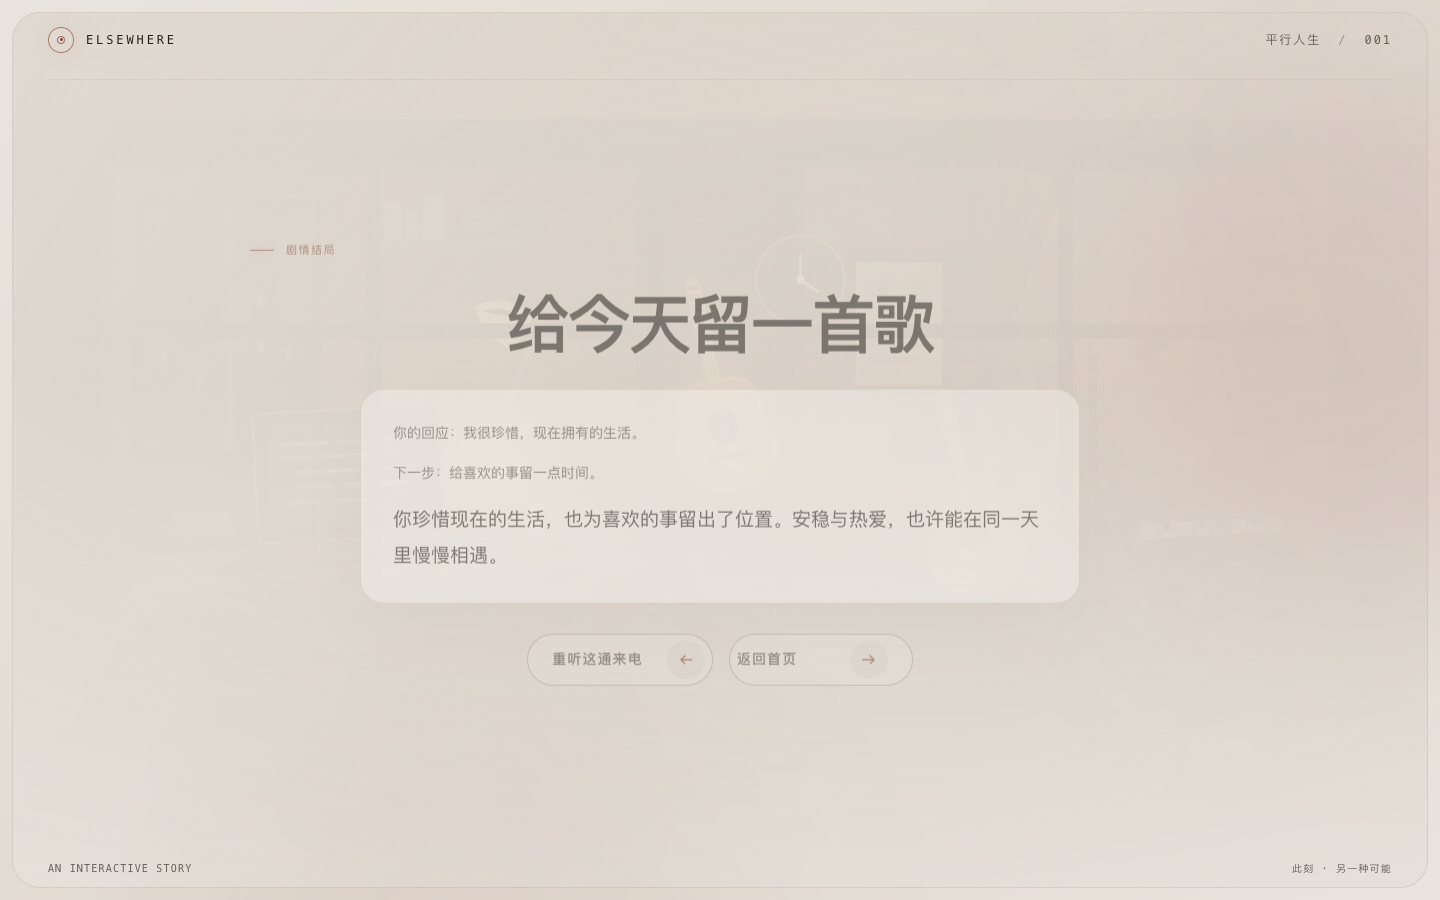 ELSEWHERE
平行人生 / 001
剧情结局
给今天留一首歌
你的回应：我很珍惜，现在拥有的生活。
下一步：给喜欢的事留一点时间。
你珍惜现在的生活，也为喜欢的事留出了位置。安稳与热爱，也许能在同一天
里慢慢相遇。
重听这通来电 ←
返回首页 →
AN INTERACTIVE STORY
此刻 · 另一种可能